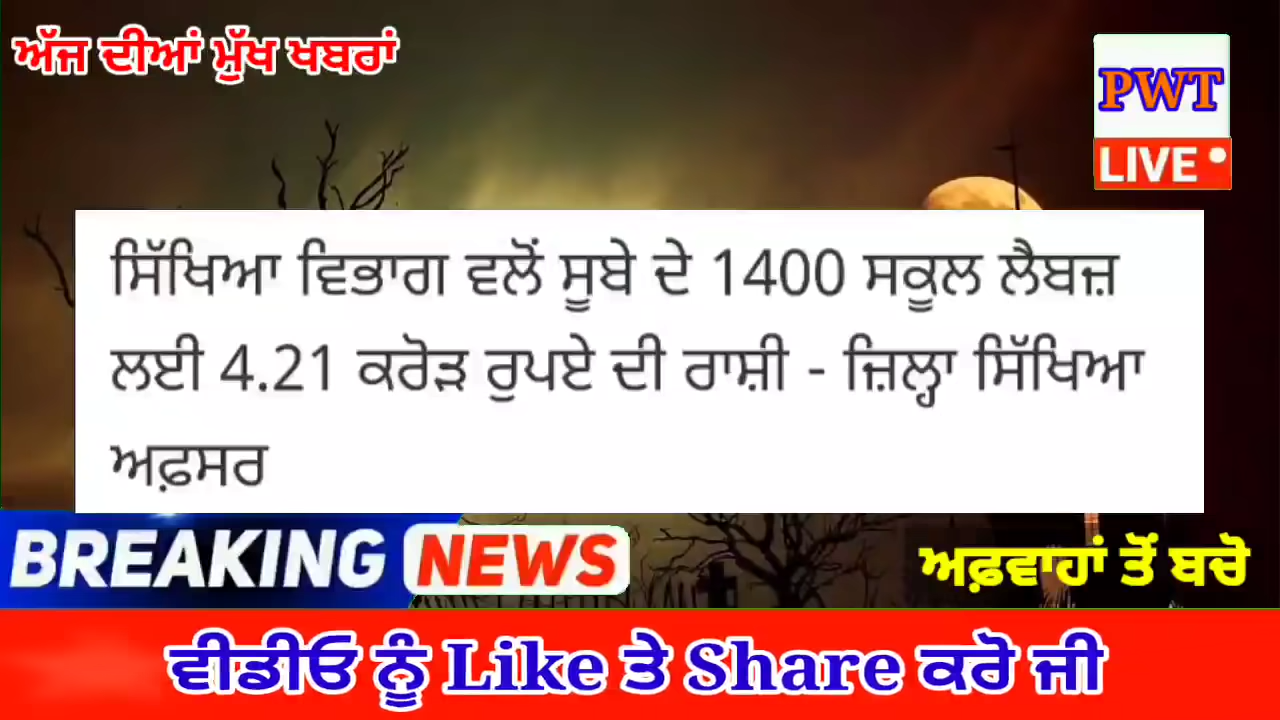 ਅੱਜ ਦੀਆਂ ਮੁੱਖ ਖਬਰਾਂ
PWT
LIVE
ਸਿੱਖਿਆ ਵਿਭਾਗ ਵਲੋਂ ਸੂਬੇ ਦੇ 1400 ਸਕੂਲ ਲੈਬਜ਼
ਲਈ 4.21 ਕਰੋੜ ਰੁਪਏ ਦੀ ਰਾਸ਼ੀ - ਜ਼ਿਲ੍ਹਾ ਸਿੱਖਿਆ
ਅਫ਼ਸਰ
BREAKING NEWS
ਅਫ਼ਵਾਹਾਂ ਤੋਂ ਬਚੋ
ਵੀਡੀਓ ਨੂੰ Like ਤੇ Share ਕਰੋ ਜੀ